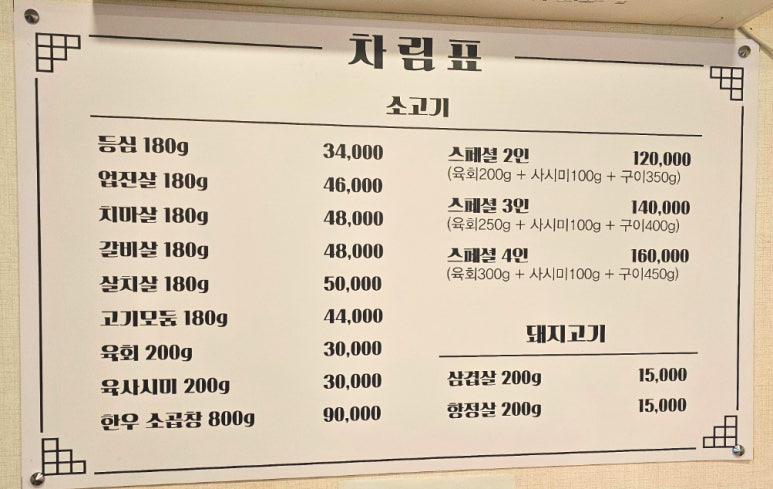 차림표
소고기
등심 180g 34,000
업진살 180g 46,000
치마살 180g 48,000
갈비살 180g 48,000
살치살 180g 50,000
고기모둠 180g 44,000
육회 200g 30,000
육사시미 200g 30,000
한우 소곱창 800g 90,000
스페셜 2인 120,000
(육회200g + 사시미100g + 구이350g)
스페셜 3인 140,000
(육회250g + 사시미100g + 구이400g)
스페셜 4인 160,000
(육회300g + 사시미100g + 구이450g)
돼지고기
삼겹살 200g 15,000
항정살 200g 15,000